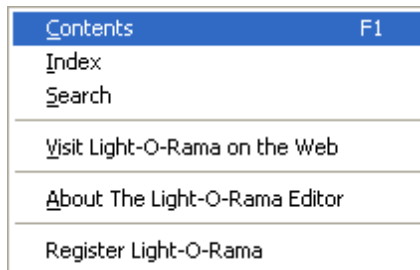 Contents F1
Index
Search
Visit Light-O-Rama on the Web
About The Light-O-Rama Editor
Register Light-O-Rama